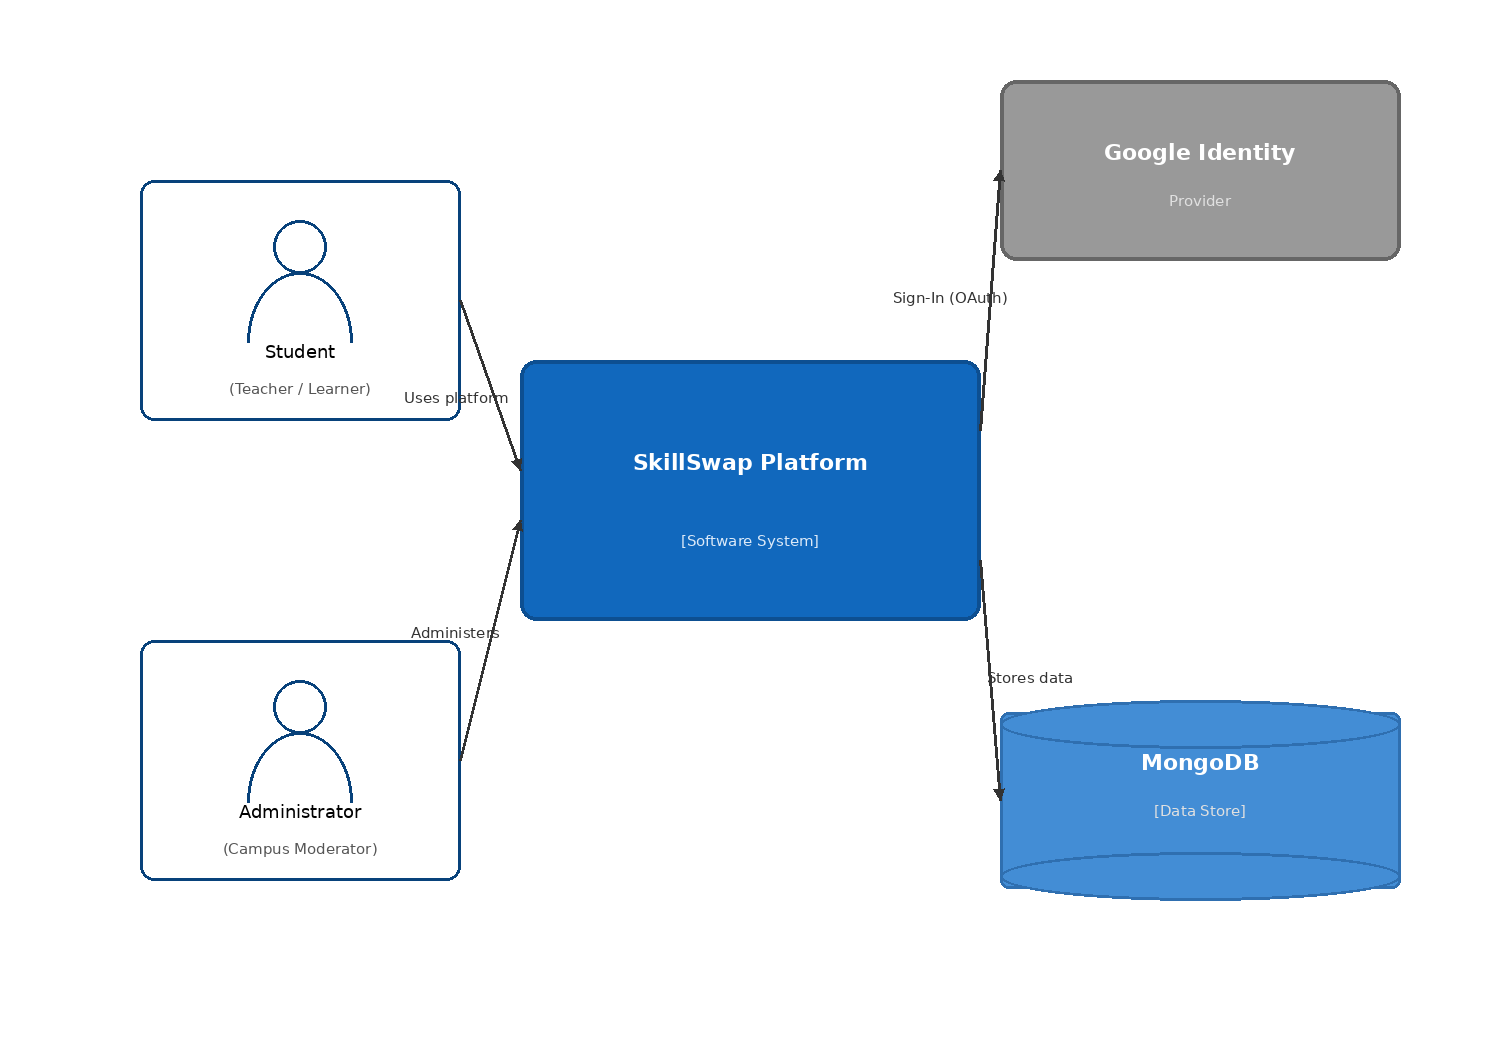 Google Identity
Provider
Sign-In (OAuth)
Student
(Teacher / Learner)
Uses platform
SkillSwap Platform
[Software System]
Administers
Administrator
(Campus Moderator)
Stores data
MongoDB
[Data Store]